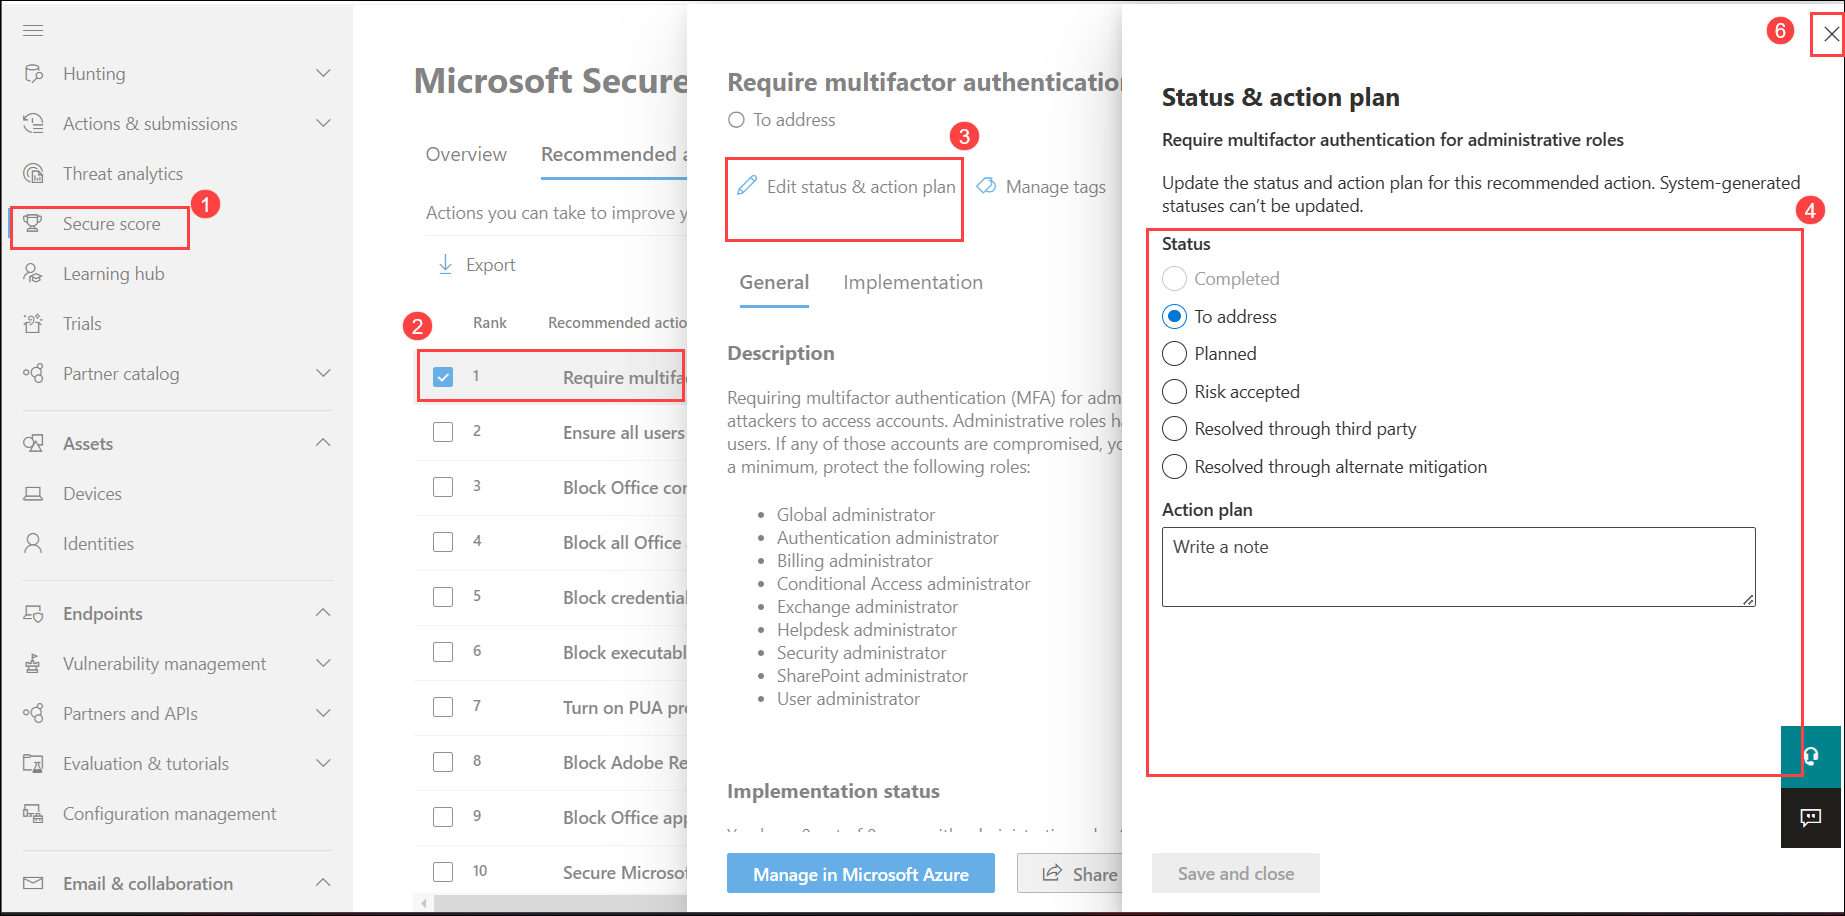 Hunting
Actions & submissions
Threat analytics
1
Secure score
Learning hub
Trials
Partner catalog
Assets
Devices
Identities
Endpoints
Vulnerability management
Partners and APIs
Evaluation & tutorials
Configuration management
Email & collaboration
Microsoft Secure
Overview
Recommended a
Actions you can take to improve y
Export
2
Rank Recommended actio
1 Require multifa
2 Ensure all users
3 Block Office cor
4 Block all Office
5 Block credential
6 Block executabl
7 Turn on PUA pro
8 Block Adobe Re
9 Block Office app
10 Secure Microsof
Require multifactor authentication
To address
3
Edit status & action plan
Manage tags
General
Implementation
Description
Requiring multifactor authentication (MFA) for adm
attackers to access accounts. Administrative roles ha
users. If any of those accounts are compromised, yo
a minimum, protect the following roles:
• Global administrator
• Authentication administrator
• Billing administrator
• Conditional Access administrator
• Exchange administrator
• Helpdesk administrator
• Security administrator
• SharePoint administrator
• User administrator
Implementation status
Manage in Microsoft Azure
Share
6
Status & action plan
Require multifactor authentication for administrative roles
Update the status and action plan for this recommended action. System-generated
statuses can't be updated.
4
Status
Completed
To address
Planned
Risk accepted
Resolved through third party
Resolved through alternate mitigation
Action plan
Write a note
Save and close